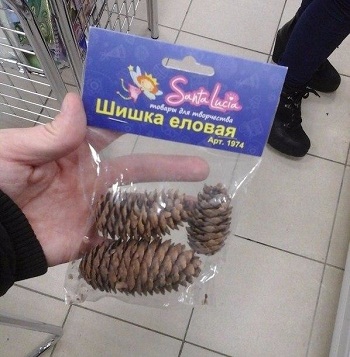 Santa Lucia
товары для творчества
Шишка еловая
Арт. 1974